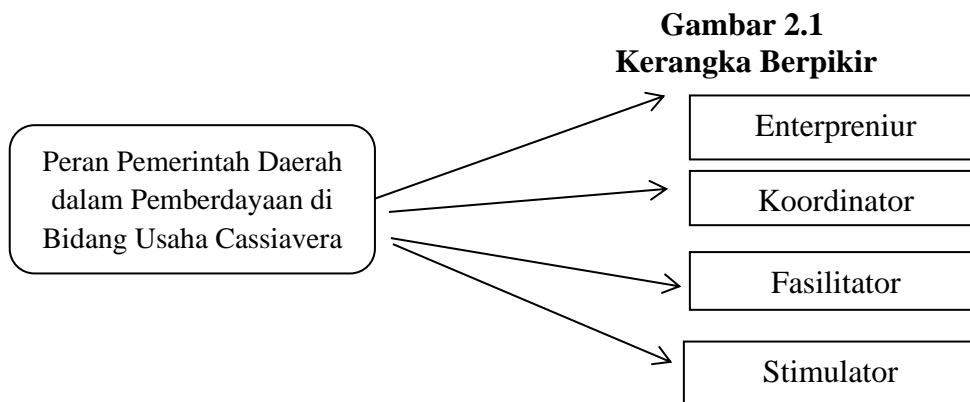 Gambar 2.1
Kerangka Berpikir
Peran Pemerintah Daerah
dalam Pemberdayaan di
Bidang Usaha Cassiavera
Enterpreniur
Koordinator
Fasilitator
Stimulator